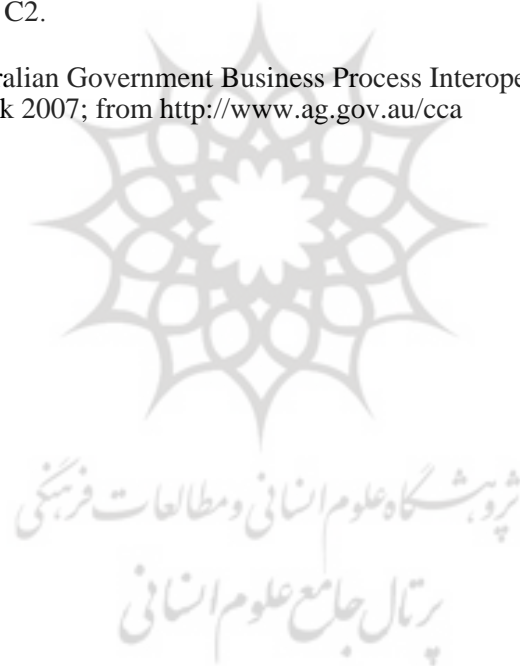 C2.
ralian Government Business Process Interope
k 2007; from http://www.ag.gov.au/cca
پژوهشگاه علوم انسانی و مطالعات فرهنگی
پرتال جامع علوم انسانی